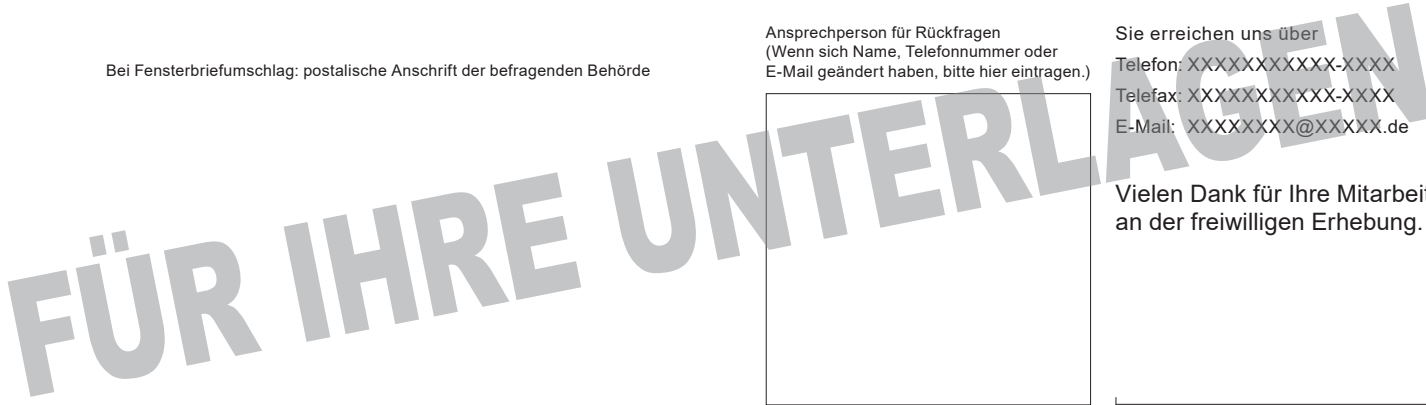 Bei Fensterbriefumschlag: postalische Anschrift der befragenden Behörde
Ansprechperson für Rückfragen
(Wenn sich Name, Telefonnummer oder
E-Mail geändert haben, bitte hier eintragen.)
Sie erreichen uns über
Telefon: XXXXXXXXXXX-XXXX
Telefax: XXXXXXXXXXX-XXXX
E-Mail: XXXXXXXX@XXXXX.de
Vielen Dank für Ihre Mitarbeit
an der freiwilligen Erhebung.
FÜR IHRE UNTERLAGEN